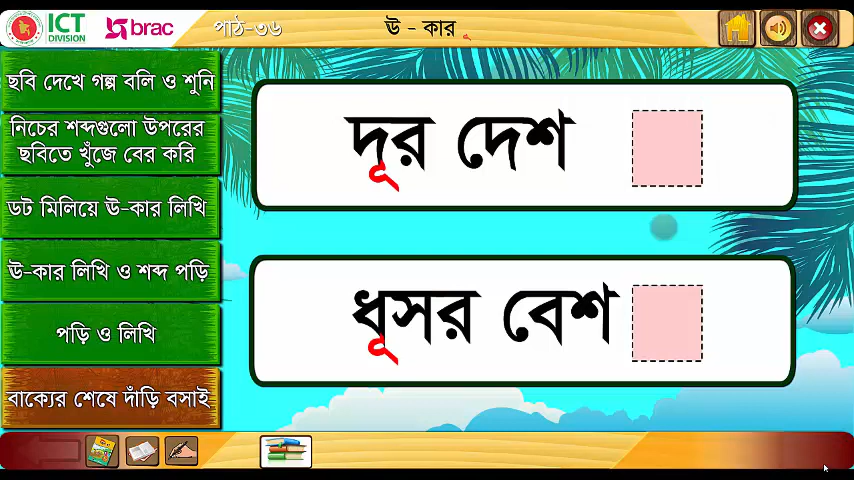 ICT
DIVISION
brac
পাঠ-৩৬
ঊ - কার ূ
ছবি দেখে গল্প বলি ও শুনি
নিচের শব্দগুলো উপরের
ছবিতে খুঁজে বের করি
ডট মিলিয়ে ঊ-কার লিখি
ঊ-কার লিখি ও শব্দ পড়ি
পড়ি ও লিখি
বাক্যের শেষে দাঁড়ি বসাই
দূর দেশ
ধূসর বেশ